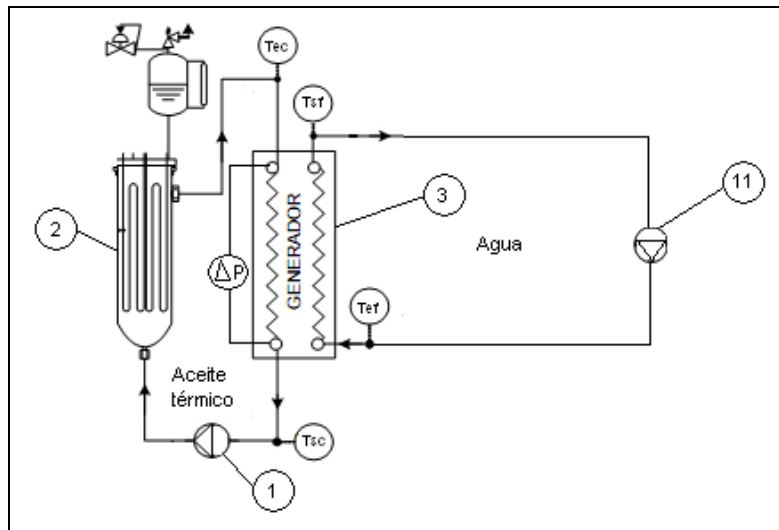 Tec
Tsf
2
3
11
GENERADOR
Agua
ΔP
Tef
Aceite
térmico
Tsc
1